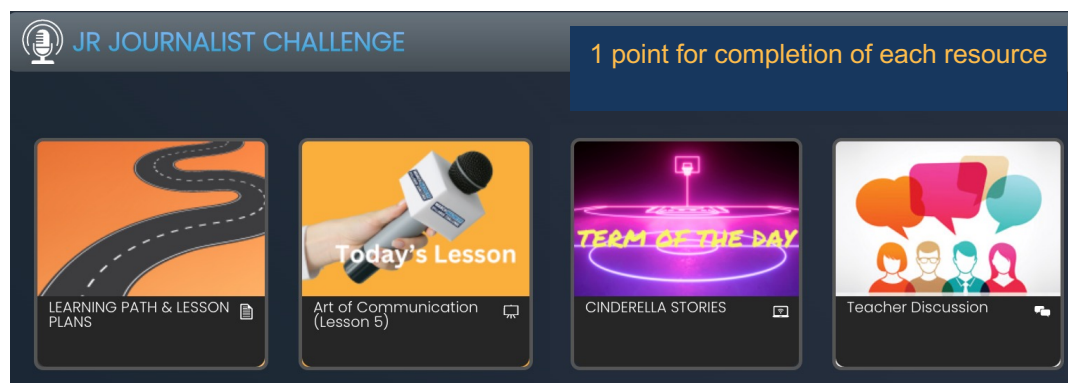 JR JOURNALIST CHALLENGE
1 point for completion of each resource
Today's Lesson
TERM OF THE DAY
LEARNING PATH & LESSON
PLANS
Art of Communication
(Lesson 5)
CINDERELLA STORIES
Teacher Discussion